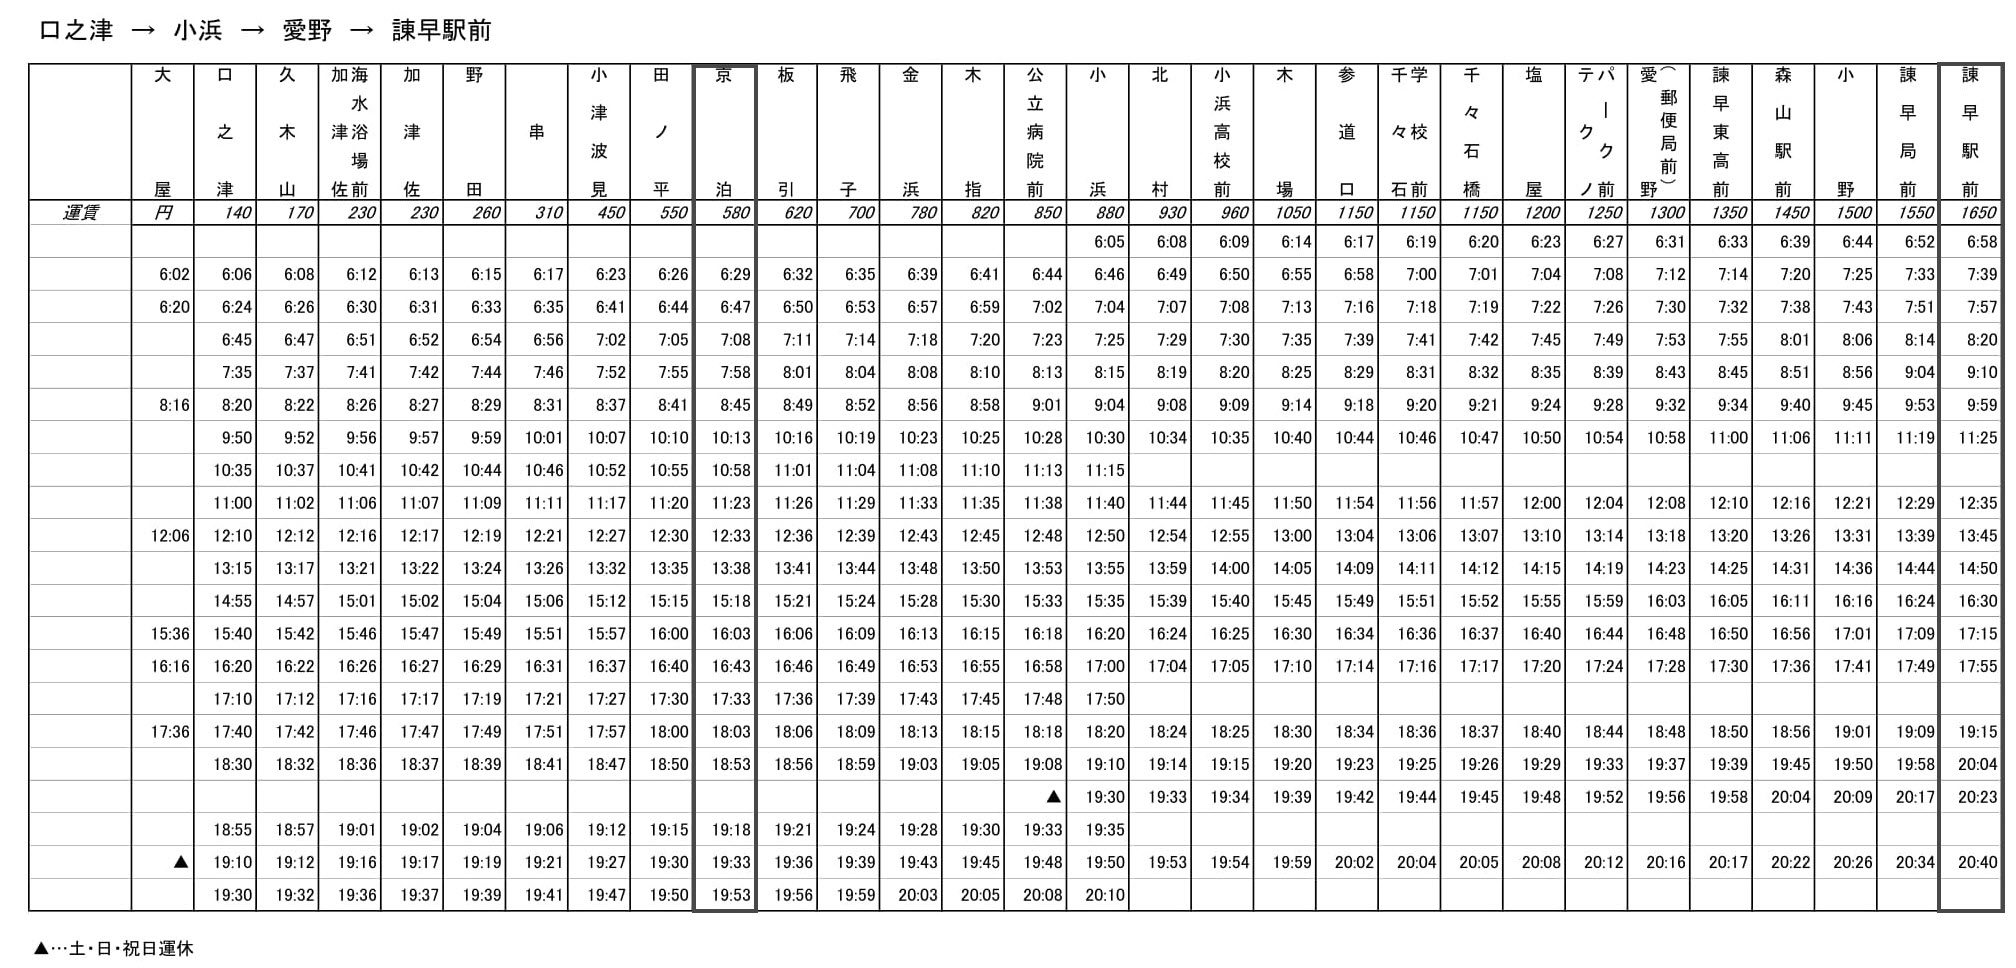 口之津 → 小浜 → 愛野 → 諫早駅前
大屋 口之津 久木山 加津佐海水浴場前 加津佐 野田 串 小津波見 田ノ平 京泊 板引 飛子 金浜 木指 公立病院前 小浜 北村 小浜高校前 木場 参道口 千々石学校前 千々石橋 塩屋 テクノパーク前 愛野(郵便局前) 諫早東高前 森山駅前 小野 諫早局前 諫早駅前
運賃 円 140 170 230 230 260 310 450 550 580 620 700 780 820 850 880 930 960 1050 1150 1150 1150 1200 1250 1300 1350 1450 1500 1550 1650
6:05 6:08 6:09 6:14 6:17 6:19 6:20 6:23 6:27 6:31 6:33 6:39 6:44 6:52 6:58
6:02 6:06 6:08 6:12 6:13 6:15 6:17 6:23 6:26 6:29 6:32 6:35 6:39 6:41 6:44 6:46 6:49 6:50 6:55 6:58 7:00 7:01 7:04 7:08 7:12 7:14 7:20 7:25 7:33 7:39
6:20 6:24 6:26 6:30 6:31 6:33 6:35 6:41 6:44 6:47 6:50 6:53 6:57 6:59 7:02 7:04 7:07 7:08 7:13 7:16 7:18 7:19 7:22 7:26 7:30 7:32 7:38 7:43 7:51 7:57
6:45 6:47 6:51 6:52 6:54 6:56 7:02 7:05 7:08 7:11 7:14 7:18 7:20 7:23 7:25 7:29 7:30 7:35 7:39 7:41 7:42 7:45 7:49 7:53 7:55 8:01 8:06 8:14 8:20
7:35 7:37 7:41 7:42 7:44 7:46 7:52 7:55 7:58 8:01 8:04 8:08 8:10 8:13 8:15 8:19 8:20 8:25 8:29 8:31 8:32 8:35 8:39 8:43 8:45 8:51 8:56 9:04 9:10
8:16 8:20 8:22 8:26 8:27 8:29 8:31 8:37 8:41 8:45 8:49 8:52 8:56 8:58 9:01 9:04 9:08 9:09 9:14 9:18 9:20 9:21 9:24 9:28 9:32 9:34 9:40 9:45 9:53 9:59
9:50 9:52 9:56 9:57 9:59 10:01 10:07 10:10 10:13 10:16 10:19 10:23 10:25 10:28 10:30 10:34 10:35 10:40 10:44 10:46 10:47 10:50 10:54 10:58 11:00 11:06 11:11 11:19 11:25
10:35 10:37 10:41 10:42 10:44 10:46 10:52 10:55 10:58 11:01 11:04 11:08 11:10 11:13 11:15
11:00 11:02 11:06 11:07 11:09 11:11 11:17 11:20 11:23 11:26 11:29 11:33 11:35 11:38 11:40 11:44 11:45 11:50 11:54 11:56 11:57 12:00 12:04 12:08 12:10 12:16 12:21 12:29 12:35
12:06 12:10 12:12 12:16 12:17 12:19 12:21 12:27 12:30 12:33 12:36 12:39 12:43 12:45 12:48 12:50 12:54 12:55 13:00 13:04 13:06 13:07 13:10 13:14 13:18 13:20 13:26 13:31 13:39 13:45
13:15 13:17 13:21 13:22 13:24 13:26 13:32 13:35 13:38 13:41 13:44 13:48 13:50 13:53 13:55 13:59 14:00 14:05 14:09 14:11 14:12 14:15 14:19 14:23 14:25 14:31 14:36 14:44 14:50
14:55 14:57 15:01 15:02 15:04 15:06 15:12 15:15 15:18 15:21 15:24 15:28 15:30 15:33 15:35 15:39 15:40 15:45 15:49 15:51 15:52 15:55 15:59 16:03 16:05 16:11 16:16 16:24 16:30
15:36 15:40 15:42 15:46 15:47 15:49 15:51 15:57 16:00 16:03 16:06 16:09 16:13 16:15 16:18 16:20 16:24 16:25 16:30 16:34 16:36 16:37 16:40 16:44 16:48 16:50 16:56 17:01 17:09 17:15
16:16 16:20 16:22 16:26 16:27 16:29 16:31 16:37 16:40 16:43 16:46 16:49 16:53 16:55 16:58 17:00 17:04 17:05 17:10 17:14 17:16 17:17 17:20 17:24 17:28 17:30 17:36 17:41 17:49 17:55
17:10 17:12 17:16 17:17 17:19 17:21 17:27 17:30 17:33 17:36 17:39 17:43 17:45 17:48 17:50
17:36 17:40 17:42 17:46 17:47 17:49 17:51 17:57 18:00 18:03 18:06 18:09 18:13 18:15 18:18 18:20 18:24 18:25 18:30 18:34 18:36 18:37 18:40 18:44 18:48 18:50 18:56 19:01 19:09 19:15
18:30 18:32 18:36 18:37 18:39 18:41 18:47 18:50 18:53 18:56 18:59 19:03 19:05 19:08 19:10 19:14 19:15 19:20 19:23 19:25 19:26 19:29 19:33 19:37 19:39 19:45 19:50 19:58 20:04
▲ 19:30 19:33 19:34 19:39 19:42 19:44 19:45 19:48 19:52 19:56 19:58 20:04 20:09 20:17 20:23
18:55 18:57 19:01 19:02 19:04 19:06 19:12 19:15 19:18 19:21 19:24 19:28 19:30 19:33 19:35
▲ 19:10 19:12 19:16 19:17 19:19 19:21 19:27 19:30 19:33 19:36 19:39 19:43 19:45 19:48 19:50 19:53 19:54 19:59 20:02 20:04 20:05 20:08 20:12 20:16 20:17 20:22 20:26 20:34 20:40
19:30 19:32 19:36 19:37 19:39 19:41 19:47 19:50 19:53 19:56 19:59 20:03 20:05 20:08 20:10
▲…土・日・祝日運休